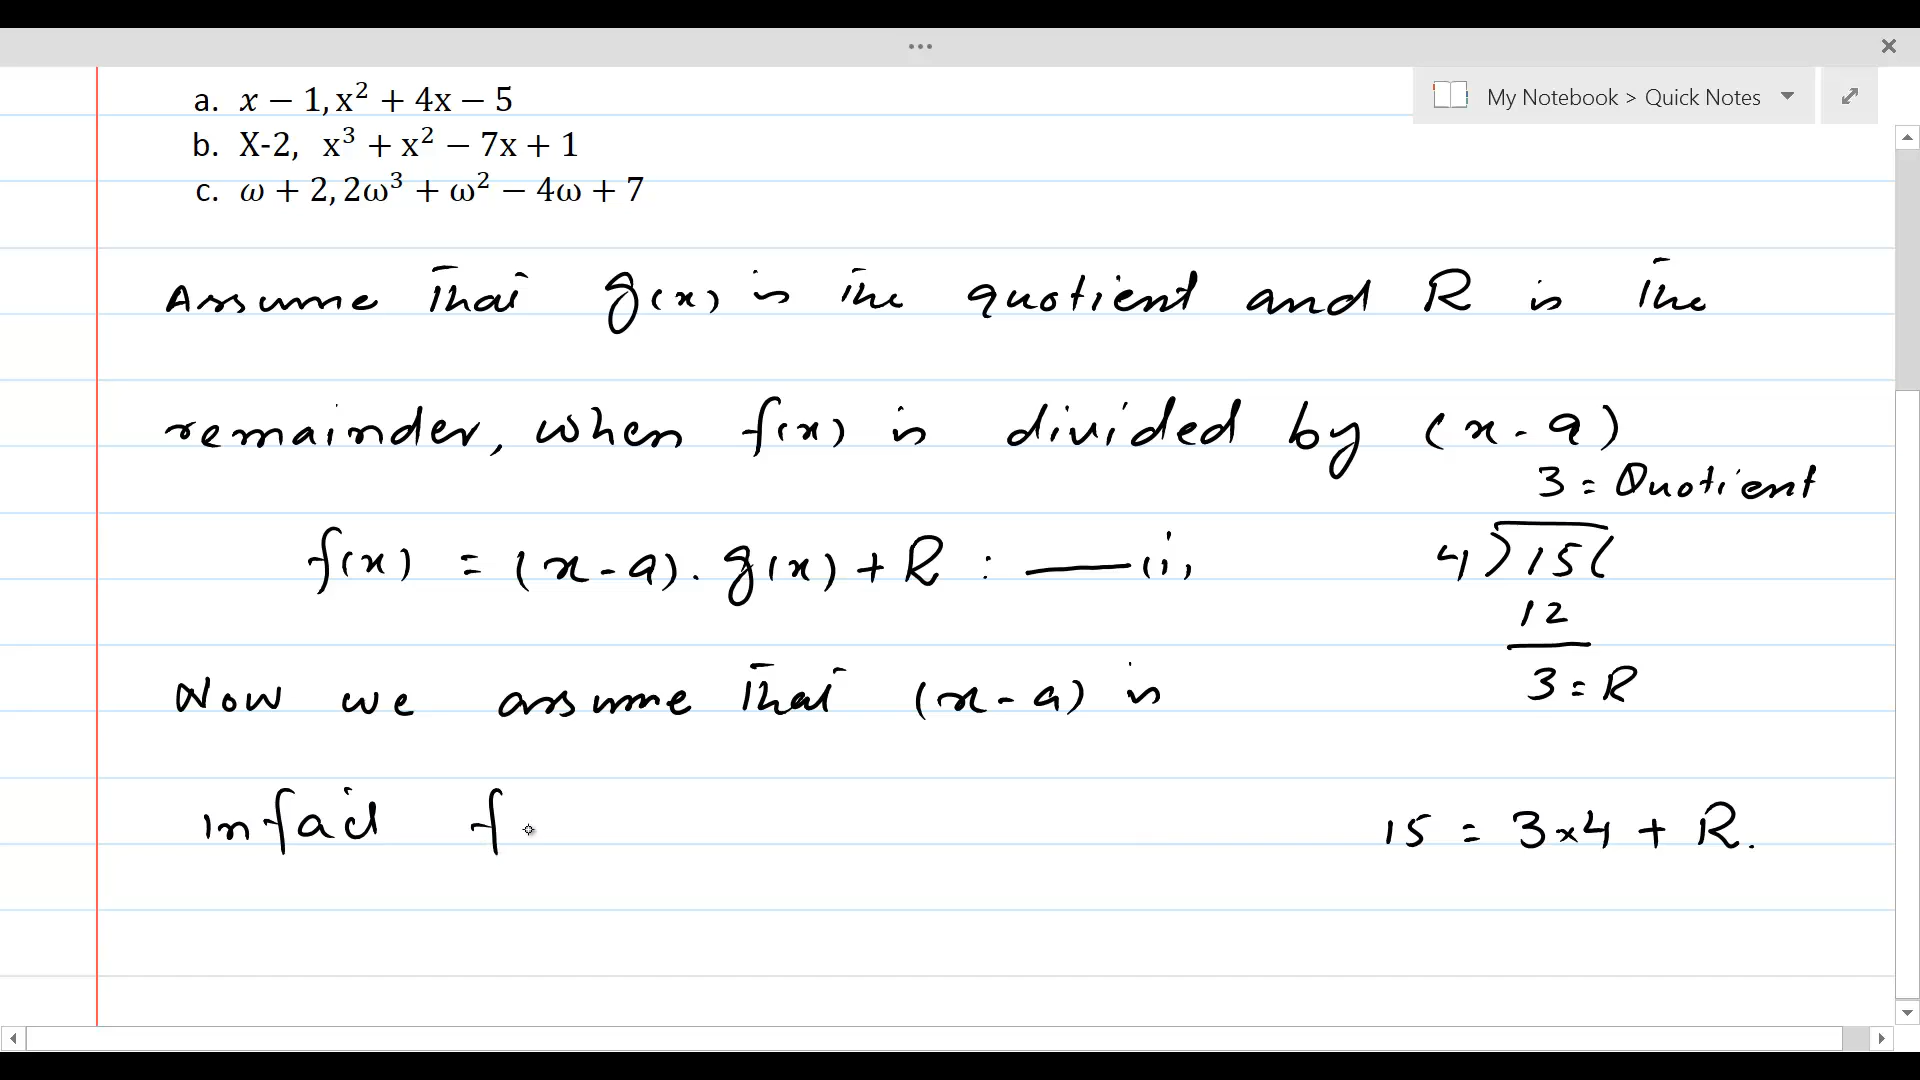 My Notebook > Quick Notes
a. x − 1, x² + 4x − 5
b. X-2, x³ + x² − 7x + 1
c. ω + 2, 2ω³ + ω² − 4ω + 7
Assume that g(x) is the quotient and R is the
remainder, when f(x) is divided by (x - a)
3 = Quotient
f(x) = (x - a). g(x) + R : — (i)
4) 15 (
12
3 = R
Now we assume that (x - a) is
infact f
15 = 3x4 + R.